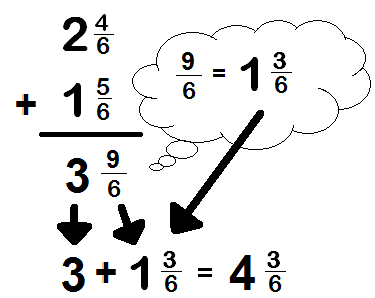 2 4/6
+ 1 5/6
3 9/6
9/6 = 1 3/6
3 + 1 3/6 = 4 3/6